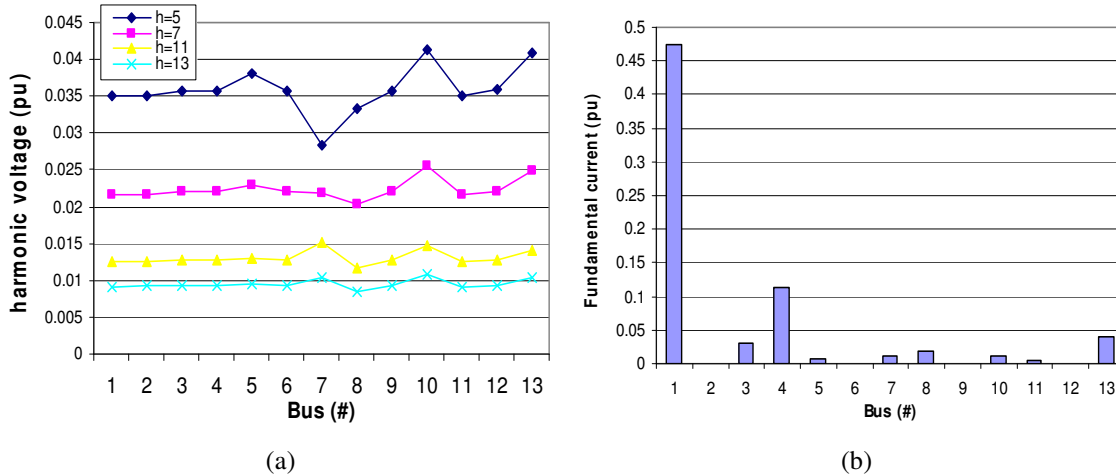 0.045
0.04
0.035
0.03
0.025
0.02
0.015
0.01
0.005
0
harmonic voltage (pu)
h=5
h=7
h=11
h=13
1 2 3 4 5 6 7 8 9 10 11 12 13
Bus (#)
(a)
0.5
0.45
0.4
0.35
0.3
0.25
0.2
0.15
0.1
0.05
0
Fundamental current (pu)
1 2 3 4 5 6 7 8 9 10 11 12 13
Bus (#)
(b)